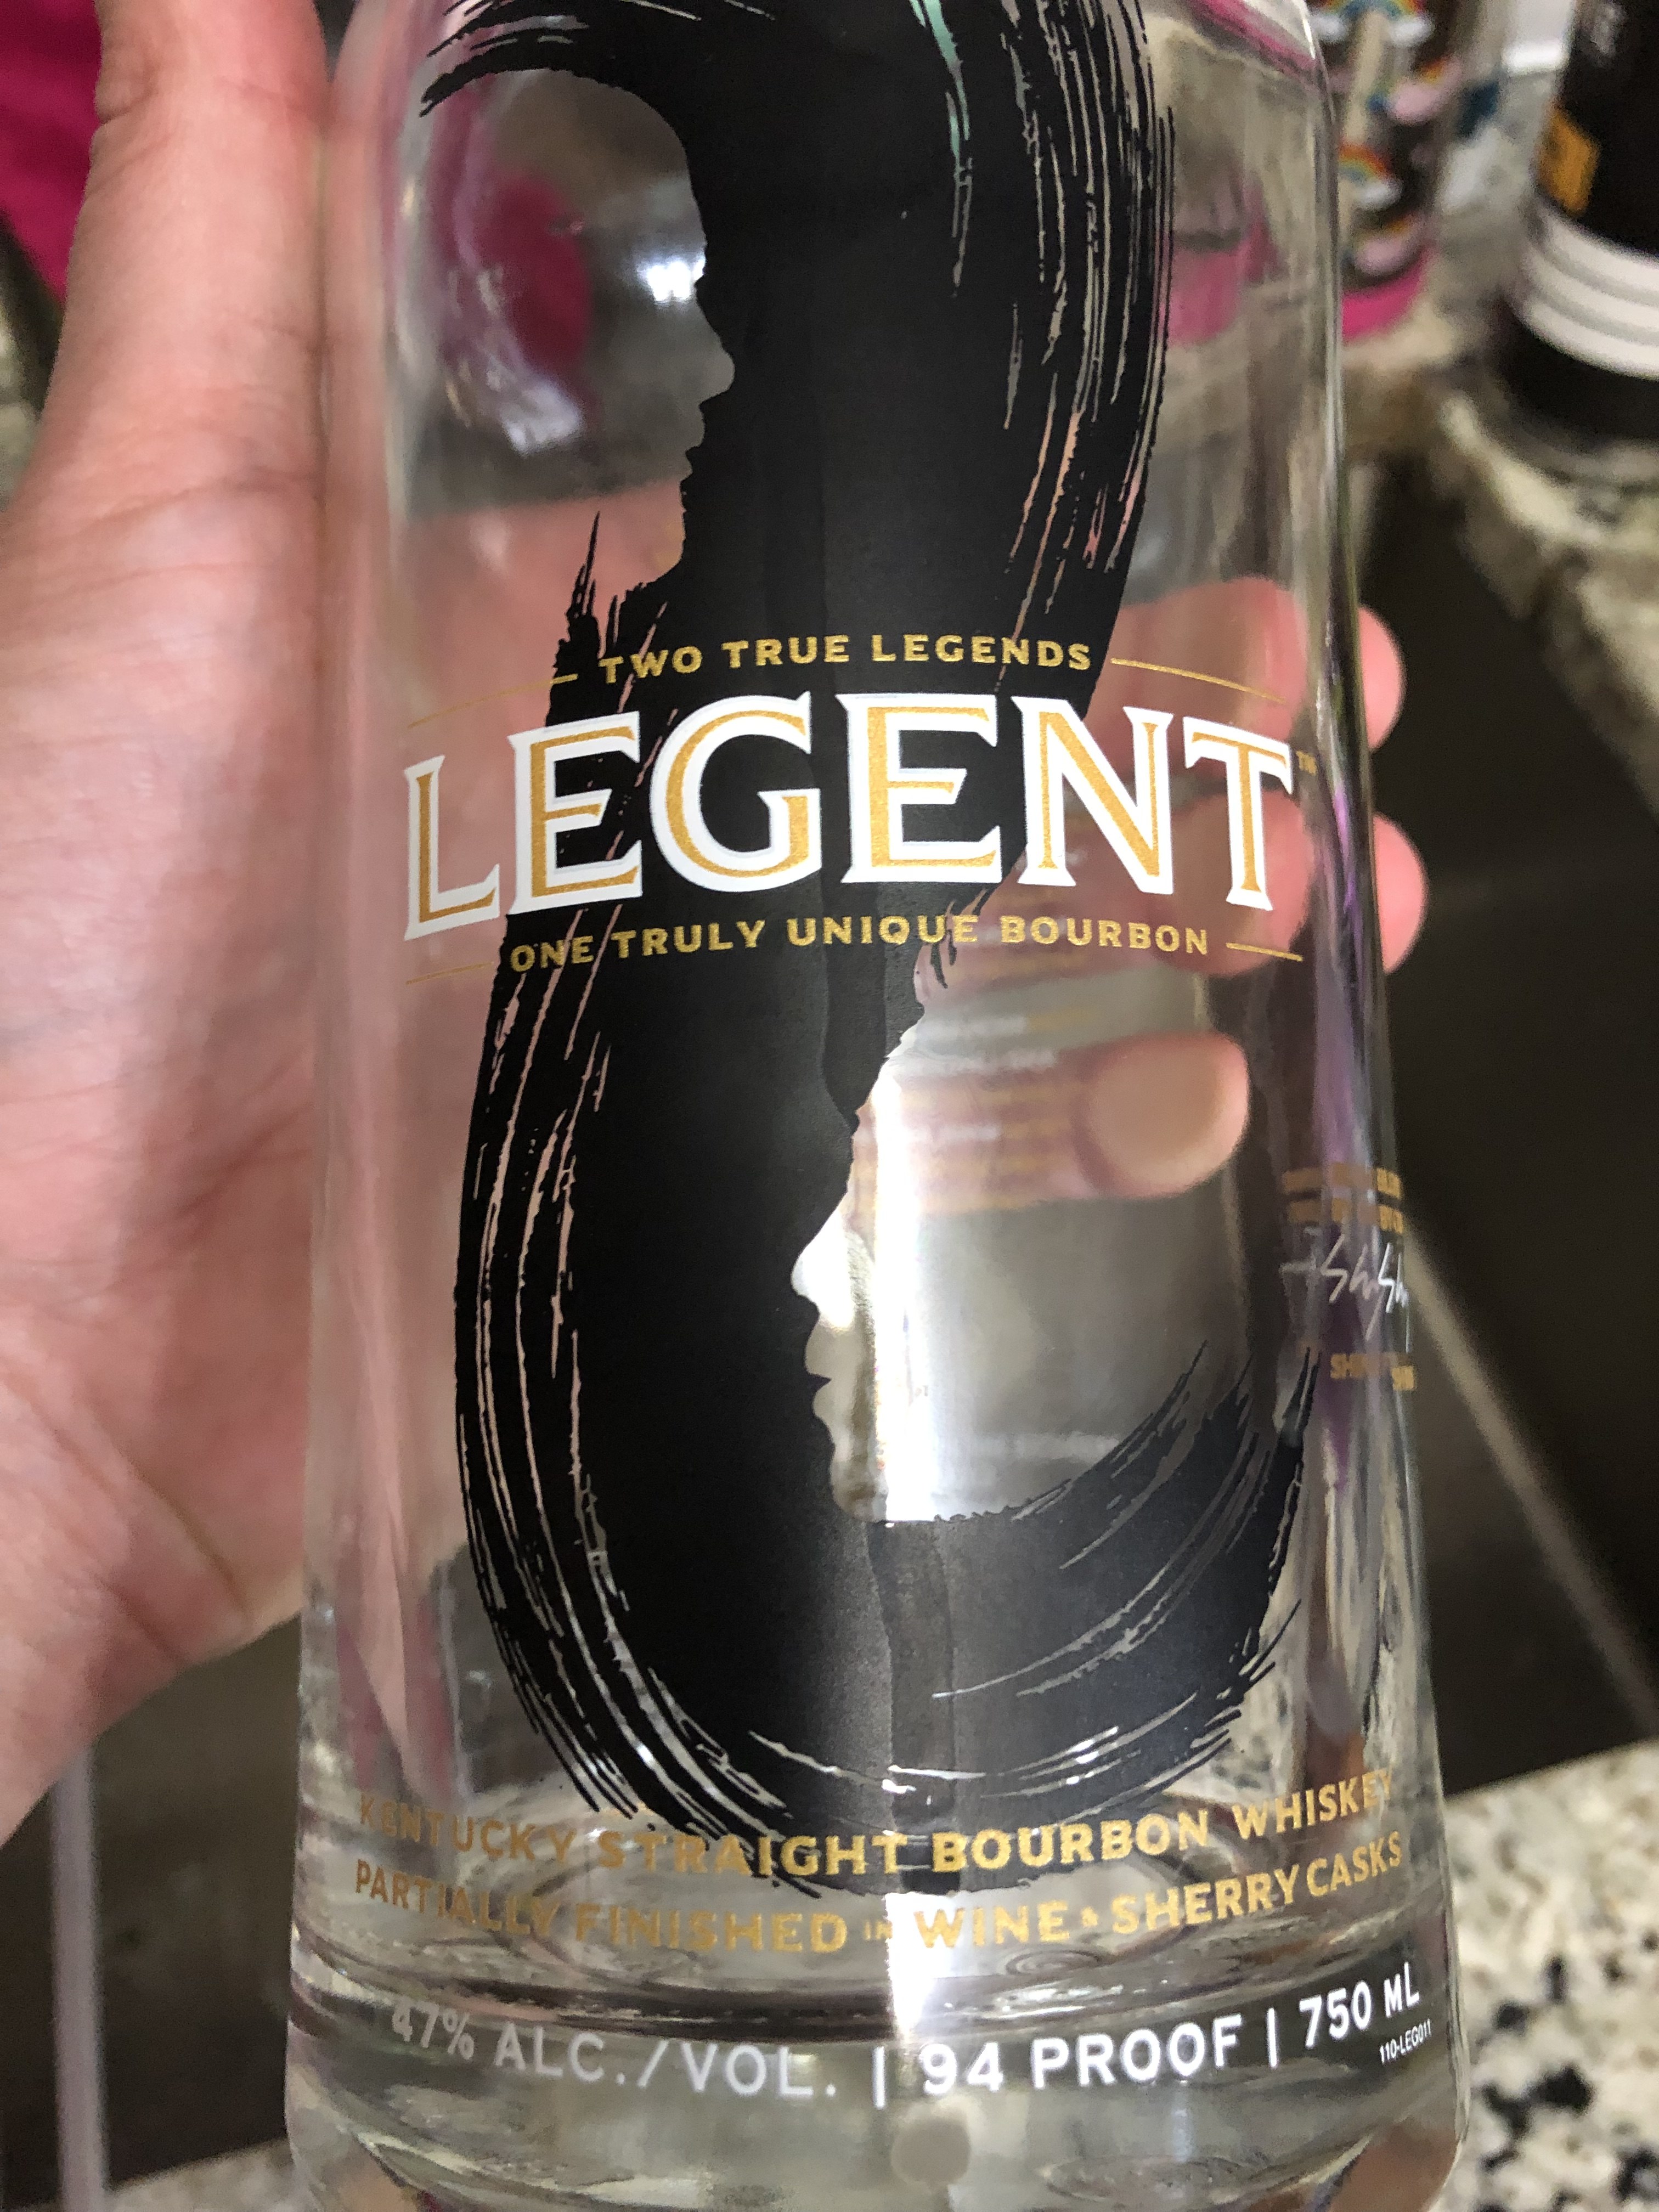 TWO TRUE LEGENDS
LEGENT™
ONE TRULY UNIQUE BOURBON
KENTUCKY STRAIGHT BOURBON WHISKEY
PARTIALLY FINISHED IN WINE & SHERRY CASKS
47% ALC./VOL. | 94 PROOF | 750 ML
110-LEG011